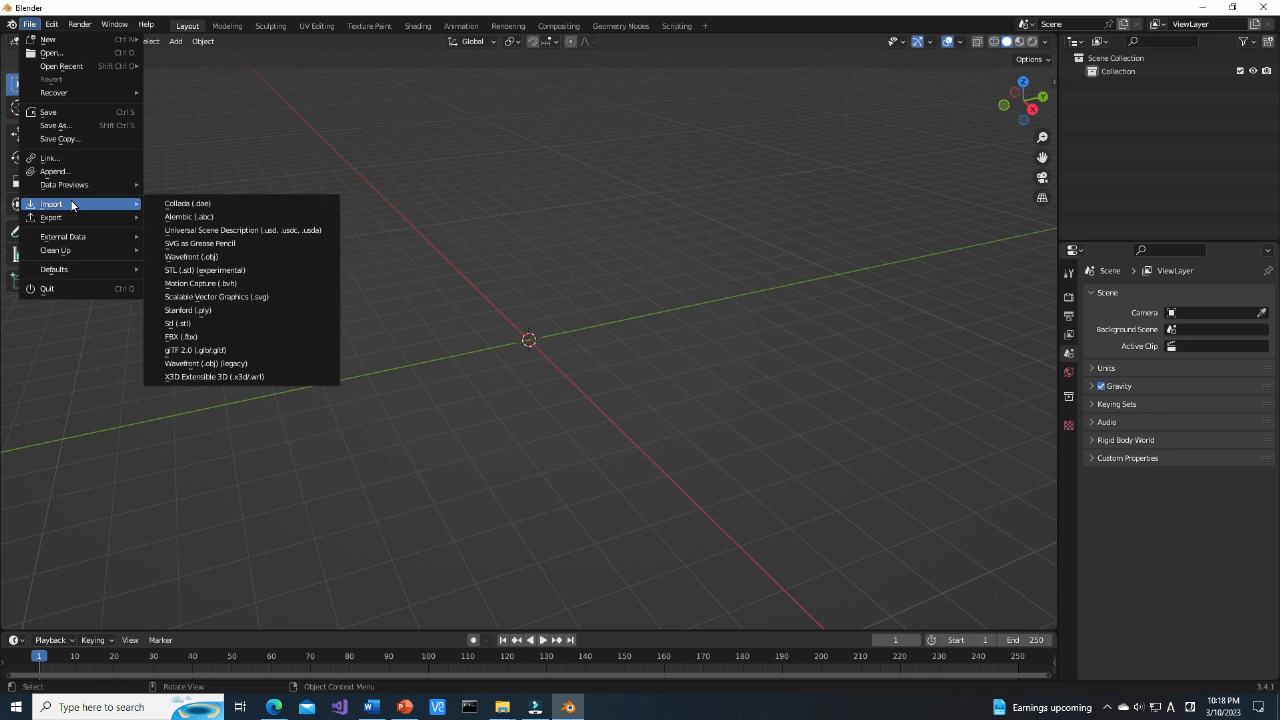 Blender
File Edit Render Window Help Layout Modeling Sculpting UV Editing Texture Paint Shading Animation Rendering Compositing Geometry Nodes Scripting + Scene ViewLayer
elect Add Object Global
Options
New Ctrl N
Open... Ctrl O
Open Recent Shift Ctrl O
Revert
Recover
Save Ctrl S
Save As... Shift Ctrl S
Save Copy...
Link...
Append...
Data Previews
Import
Export
External Data
Clean Up
Defaults
Quit Ctrl Q
Collada (.dae)
Alembic (.abc)
Universal Scene Description (.usd, .usdc, .usda)
SVG as Grease Pencil
Wavefront (.obj)
STL (.stl) (experimental)
Motion Capture (.bvh)
Scalable Vector Graphics (.svg)
Stanford (.ply)
Stl (.stl)
FBX (.fbx)
glTF 2.0 (.glb/.gltf)
Wavefront (.obj) (legacy)
X3D Extensible 3D (.x3d/.wrl)
Z
Y
X
Scene Collection
Collection
Scene > ViewLayer
Scene
Camera
Background Scene
Active Clip
Units
Gravity
Keying Sets
Audio
Rigid Body World
Custom Properties
Playback Keying View Marker 1 Start 1 End 250
1 10 20 30 40 50 60 70 80 90 100 110 120 130 140 150 160 170 180 190 200 210 220 230 240 250
Select Rotate View Object Context Menu 3.4.1
Type here to search Earnings upcoming A 10:18 PM
3/10/2023